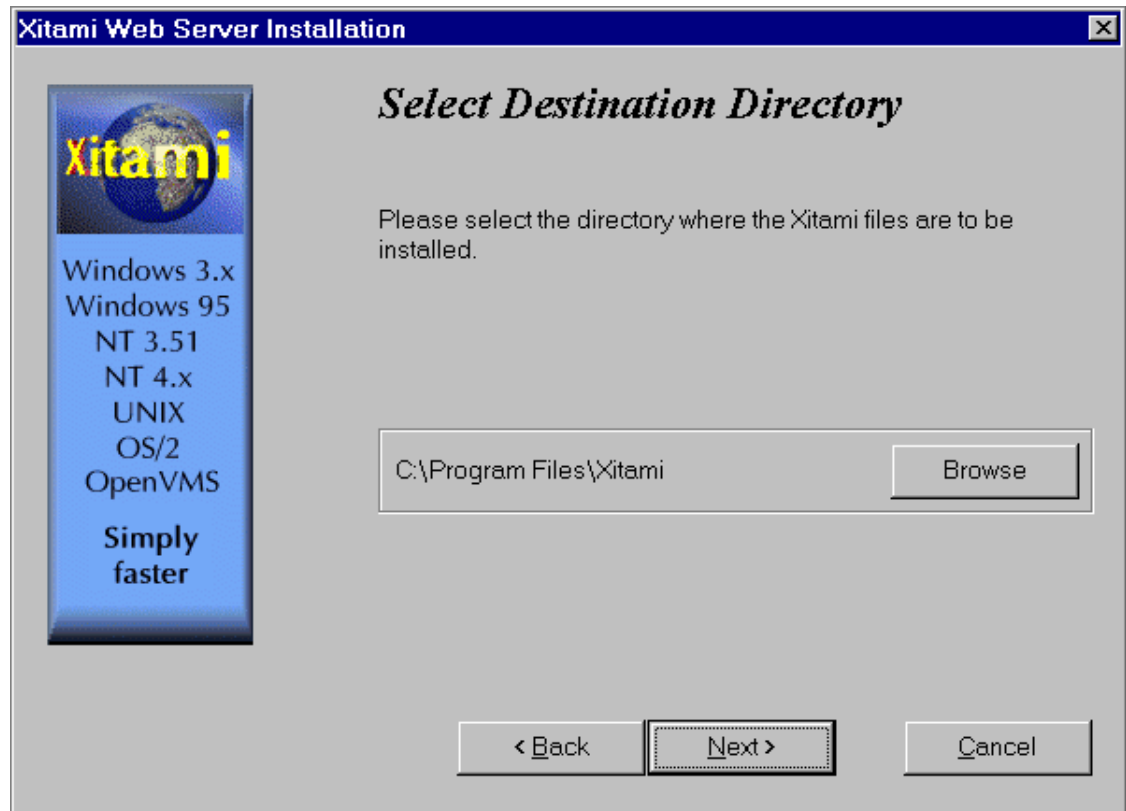 Xitami Web Server Installation
Xitami
Windows 3.x
Windows 95
NT 3.51
NT 4.x
UNIX
OS/2
OpenVMS
Simply
faster
Select Destination Directory
Please select the directory where the Xitami files are to be
installed.
C:\Program Files\Xitami
Browse
< Back
Next >
Cancel